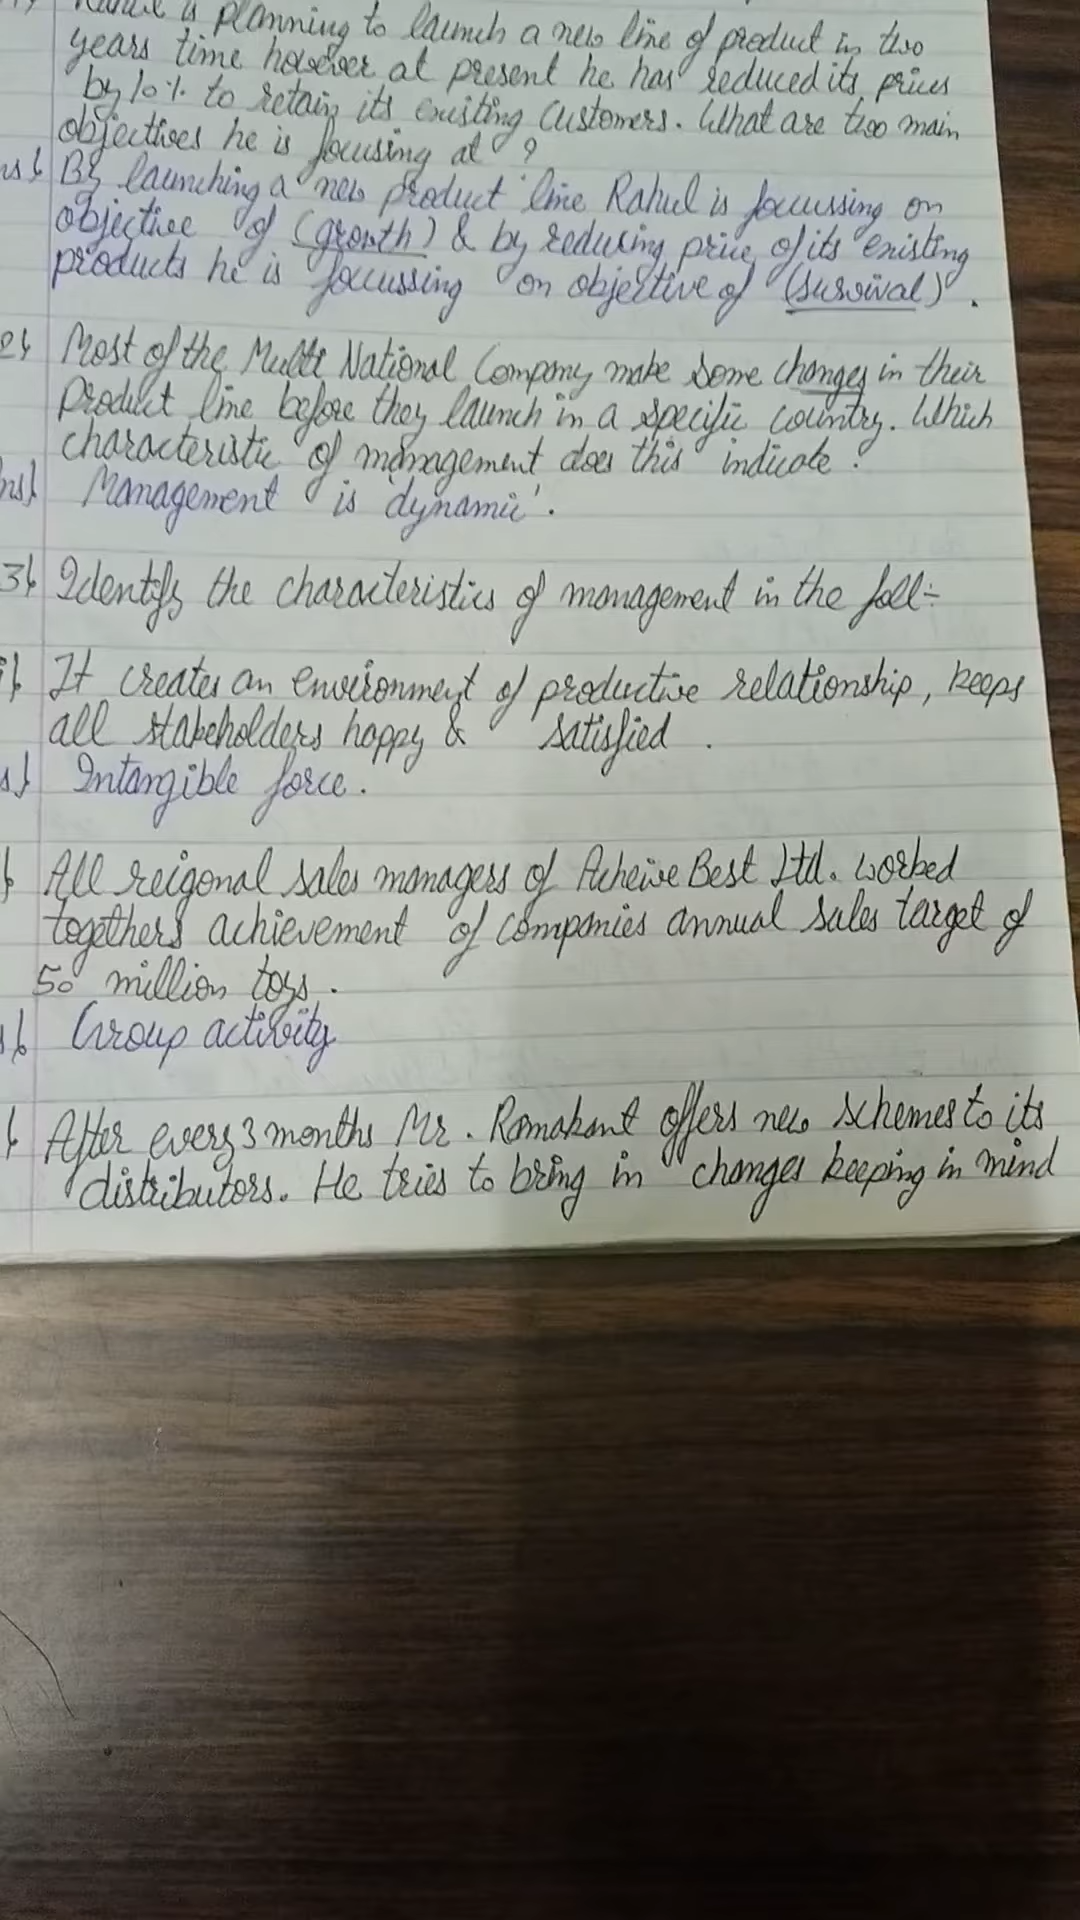 Rahul is planning to launch a new line of product in two
years time however at present he has reduced its prices
by 10% to retain its existing customers. What are two main
objectives he is focusing at ?
By launching a new product line Rahul is focussing on
objective of (growth) & by reducing price of its existing
products he is focussing on objective of (survival).
2) Most of the Multi National Company make some changes in their
product line before they launch in a specific country. Which
characteristic of management does this indicate ?
Management is 'dynamic'.
3) Identify the characteristics of management in the foll:-
i) It creates an environment of productive relationship, keeps
all stakeholders happy & satisfied .
Intangible force.
All reigonal sales managers of Acheive Best Ltd. worked
togethers achievement of companies annual sales target of
50 million toys.
Group activity
After every 3 months Mr. Ramakant offers new schemes to its
distributors. He tries to bring in changes keeping in mind